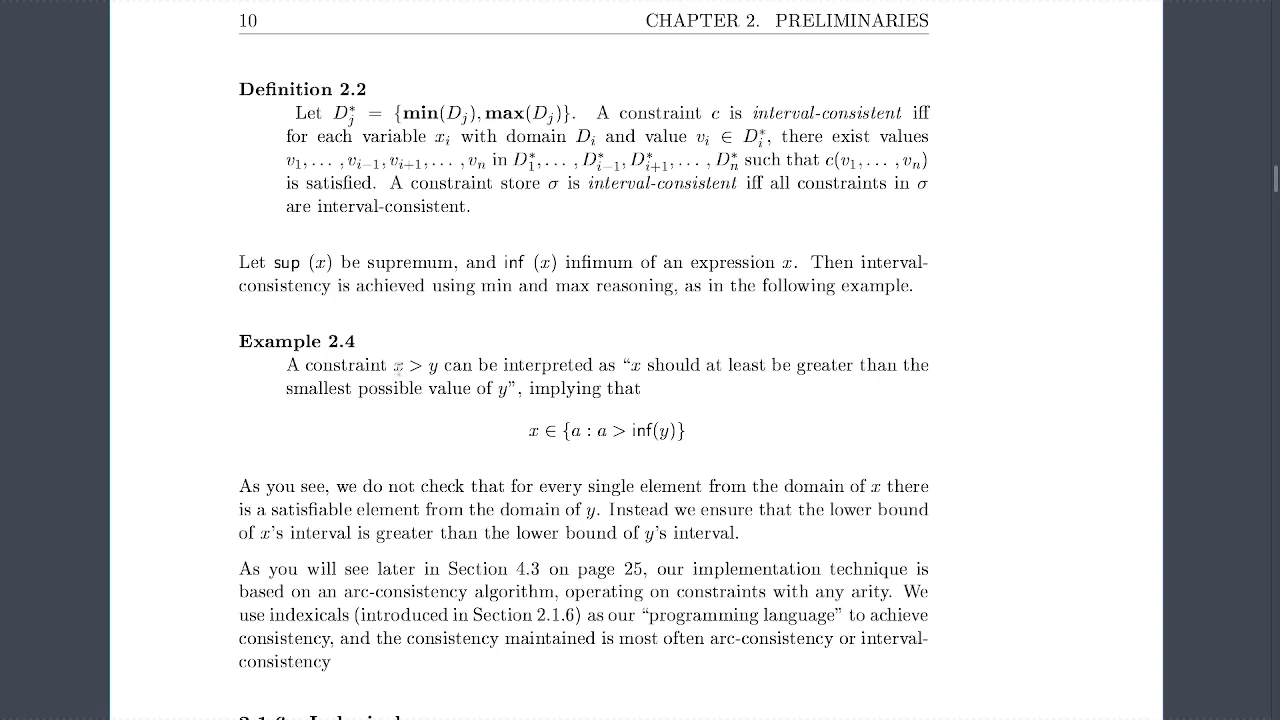 10 CHAPTER 2. PRELIMINARIES
Definition 2.2
Let D*j = {min(Dj), max(Dj)}. A constraint c is interval-consistent iff
for each variable xi with domain Di and value vi ∈ D*i, there exist values
v1, . . . , vi−1, vi+1, . . . , vn in D*1, . . . , D*i−1, D*i+1, . . . , D*n such that c(v1, . . . , vn)
is satisfied. A constraint store σ is interval-consistent iff all constraints in σ
are interval-consistent.
Let sup (x) be supremum, and inf (x) infimum of an expression x. Then interval-
consistency is achieved using min and max reasoning, as in the following example.
Example 2.4
A constraint x > y can be interpreted as “x should at least be greater than the
smallest possible value of y”, implying that
x ∈ {a : a > inf(y)}
As you see, we do not check that for every single element from the domain of x there
is a satisfiable element from the domain of y. Instead we ensure that the lower bound
of x’s interval is greater than the lower bound of y’s interval.
As you will see later in Section 4.3 on page 25, our implementation technique is
based on an arc-consistency algorithm, operating on constraints with any arity. We
use indexicals (introduced in Section 2.1.6) as our “programming language” to achieve
consistency, and the consistency maintained is most often arc-consistency or interval-
consistency